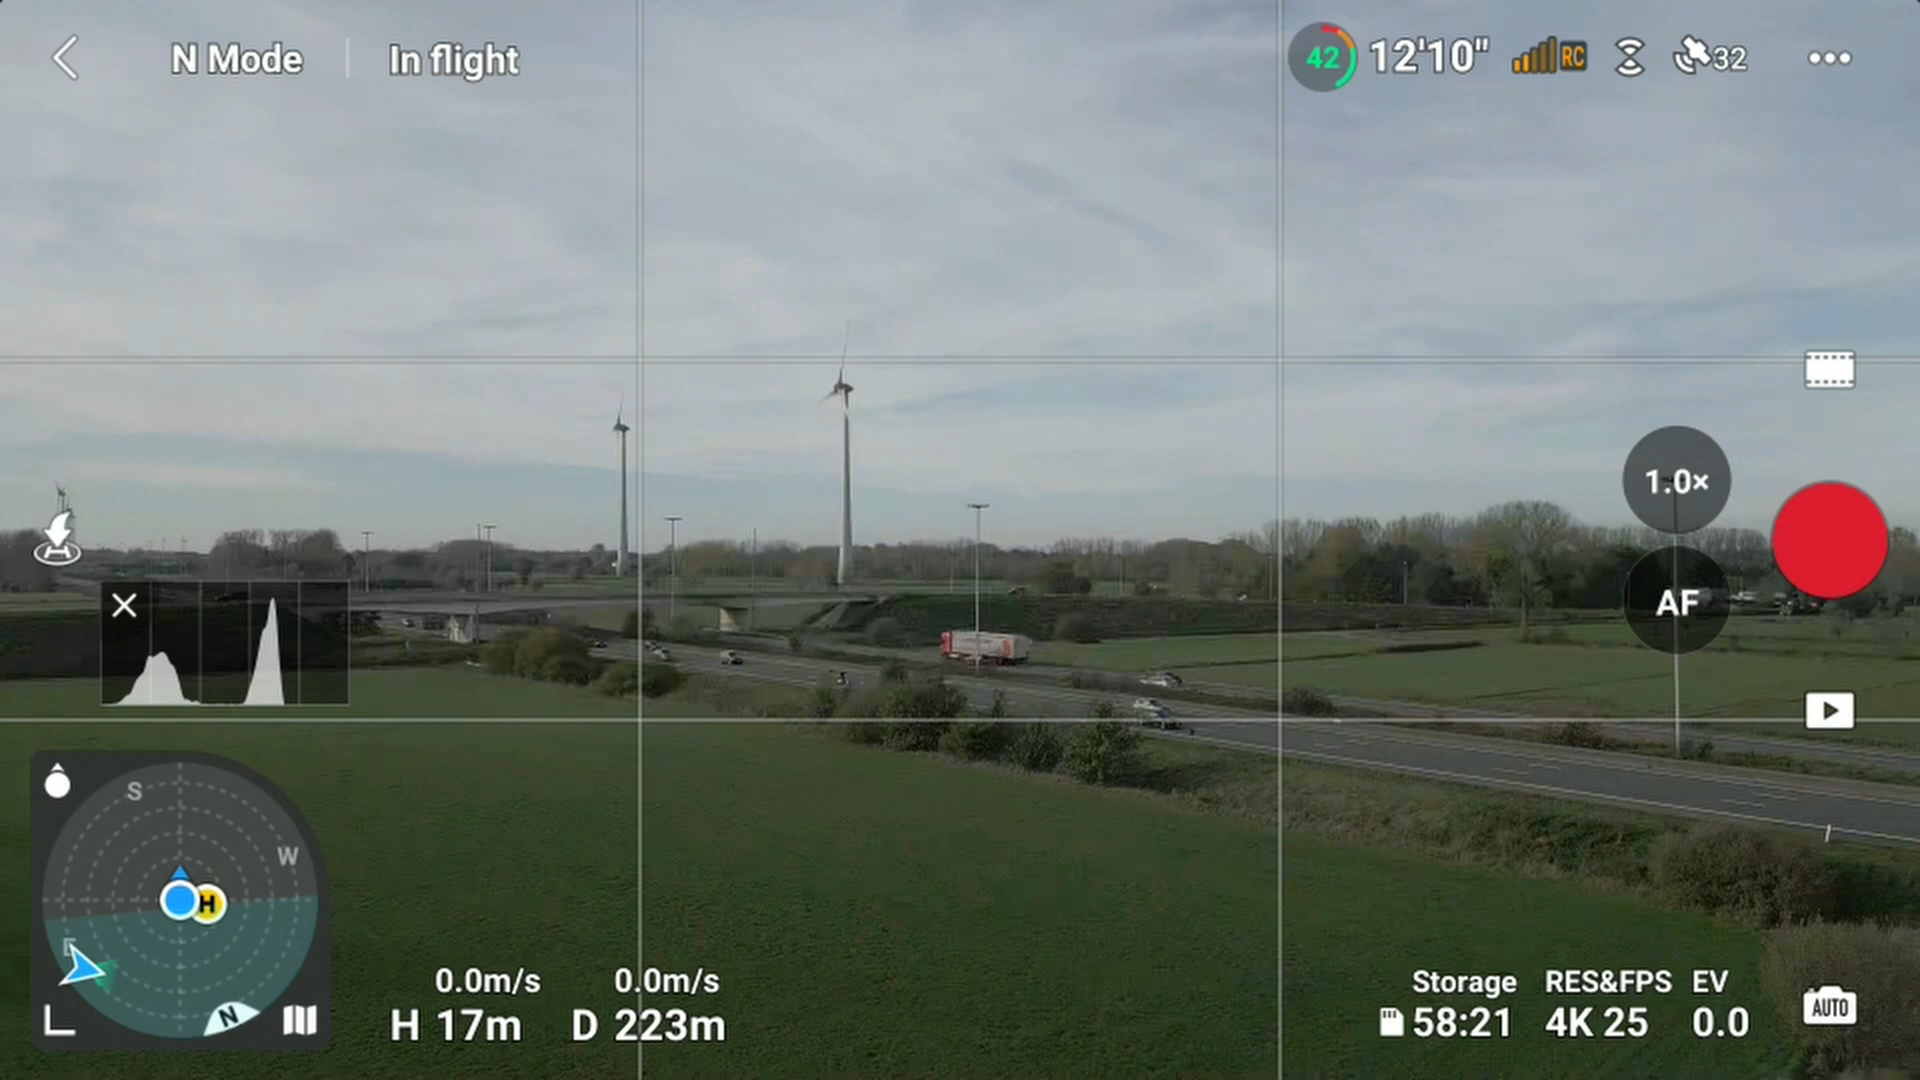 N Mode
In flight
42
12'10"
RC
32
1.0×
AF
S
W
H
E
N
0.0m/s
0.0m/s
H 17m
D 223m
Storage
RES&FPS
EV
58:21
4K 25
0.0
AUTO